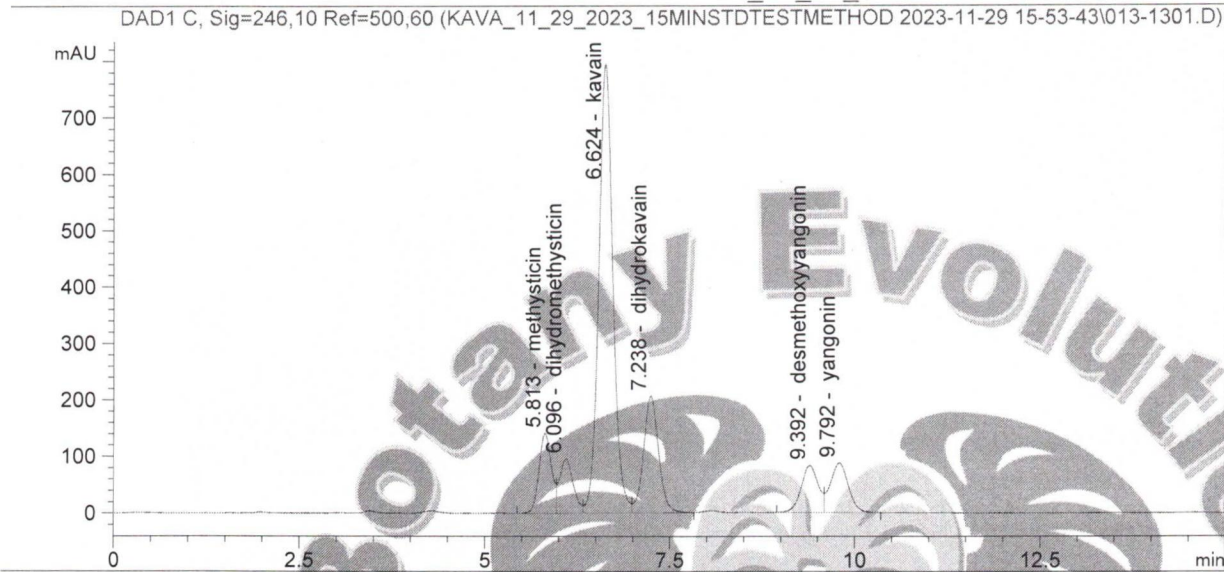 DAD1 C, Sig=246,10 Ref=500,60 (KAVA_11_29_2023_15MINSTDTESTMETHOD 2023-11-29 15-53-43\013-1301.D)
mAU
700
600
500
400
300
200
100
0
5.813 - methysticin
6.096 - dihydromethysticin
6.624 - kavain
7.238 - dihydrokavain
9.392 - desmethoxyyangonin
9.792 - yangonin
otany Evoluti
0 2.5 5 7.5 10 12.5 min